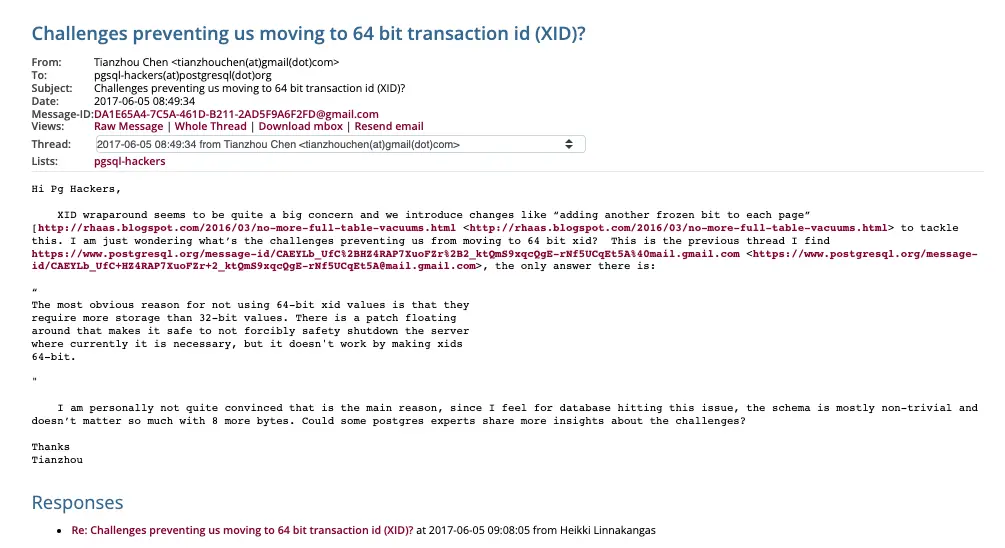 Challenges preventing us moving to 64 bit transaction id (XID)?
From: Tianzhou Chen <tianzhouchen(at)gmail(dot)com>
To: pgsql-hackers(at)postgresql(dot)org
Subject: Challenges preventing us moving to 64 bit transaction id (XID)?
Date: 2017-06-05 08:49:34
Message-ID:DA1E65A4-7C5A-461D-B211-2AD5F9A6F2FD@gmail.com
Views: Raw Message | Whole Thread | Download mbox | Resend email
Thread: 2017-06-05 08:49:34 from Tianzhou Chen <tianzhouchen(at)gmail(dot)com>
Lists: pgsql-hackers
Hi Pg Hackers,
XID wraparound seems to be quite a big concern and we introduce changes like “adding another frozen bit to each page”
[http://rhaas.blogspot.com/2016/03/no-more-full-table-vacuums.html <http://rhaas.blogspot.com/2016/03/no-more-full-table-vacuums.html> to tackle
this. I am just wondering what’s the challenges preventing us from moving to 64 bit xid? This is the previous thread I find
https://www.postgresql.org/message-id/CAEYLb_UfC%2BHZ4RAP7XuoFZr%2B2_ktQmS9xqcQgE-rNf5UCqEt5A%40mail.gmail.com <https://www.postgresql.org/message-
id/CAEYLb_UfC+HZ4RAP7XuoFZr+2_ktQmS9xqcQgE-rNf5UCqEt5A@mail.gmail.com>, the only answer there is:
“
The most obvious reason for not using 64-bit xid values is that they
require more storage than 32-bit values. There is a patch floating
around that makes it safe to not forcibly safety shutdown the server
where currently it is necessary, but it doesn't work by making xids
64-bit.
"
I am personally not quite convinced that is the main reason, since I feel for database hitting this issue, the schema is mostly non-trivial and
doesn’t matter so much with 8 more bytes. Could some postgres experts share more insights about the challenges?
Thanks
Tianzhou
Responses
• Re: Challenges preventing us moving to 64 bit transaction id (XID)? at 2017-06-05 09:08:05 from Heikki Linnakangas